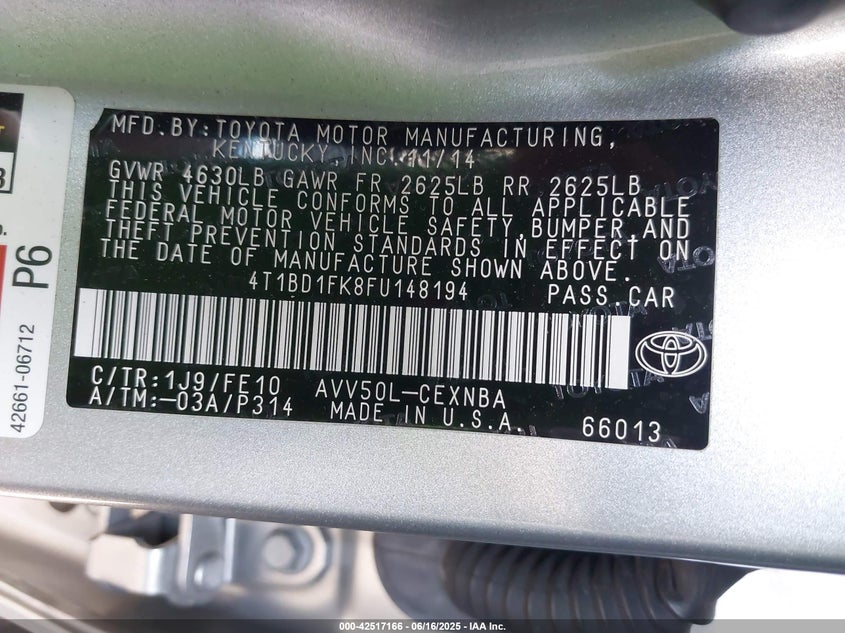 MFD.BY:TOYOTA MOTOR MANUFACTURING,
KENTUCKY, INC. 11/14
GVWR 4630LB GAWR FR 2625LB RR 2625LB
THIS VEHICLE CONFORMS TO ALL APPLICABLE
FEDERAL MOTOR VEHICLE SAFETY,BUMPER,AND
THEFT PREVENTION STANDARDS IN EFFECT ON
THE DATE OF MANUFACTURE SHOWN ABOVE.
4T1BD1FK8FU148194 PASS.CAR
C/TR:1J9/FE10 AVV50L-CEXNBA
A/TM:-03A/P314 MADE IN U.S.A. 66013
P6
42661-06712
000-42517166 - 06/16/2025 - IAA Inc.